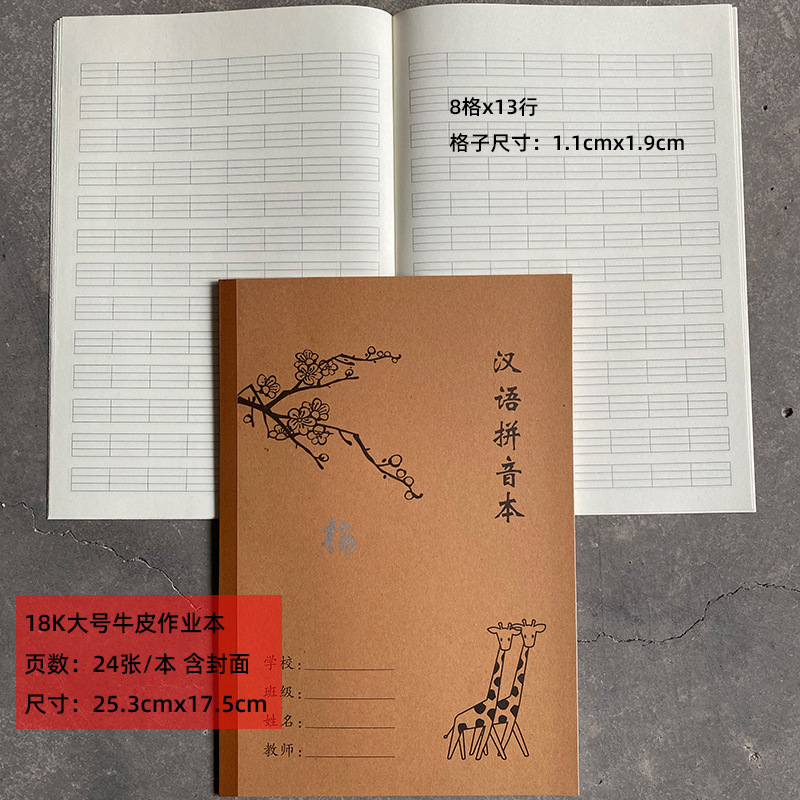 8格x13行
格子尺寸：1.1cmx1.9cm
汉语拼音本
梅
18K大号牛皮作业本
页数：24张/本 含封面
尺寸：25.3cmx17.5cm
学校：
班级：
姓名：
教师：